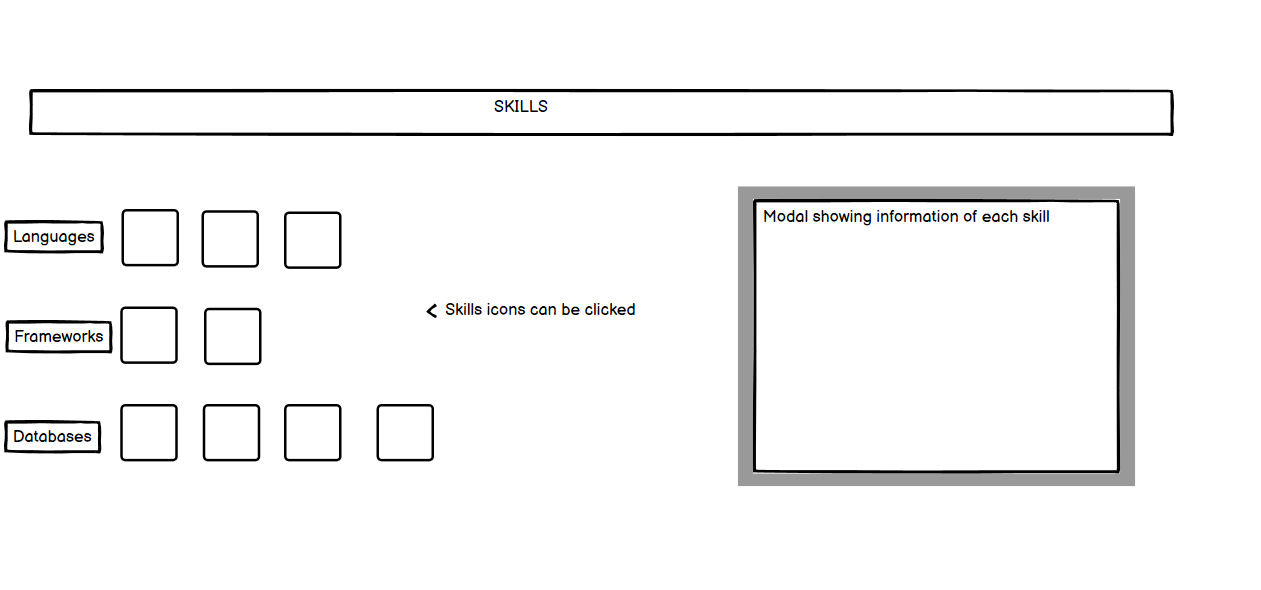 SKILLS
Languages
Modal showing information of each skill
Skills icons can be clicked
Frameworks
Databases